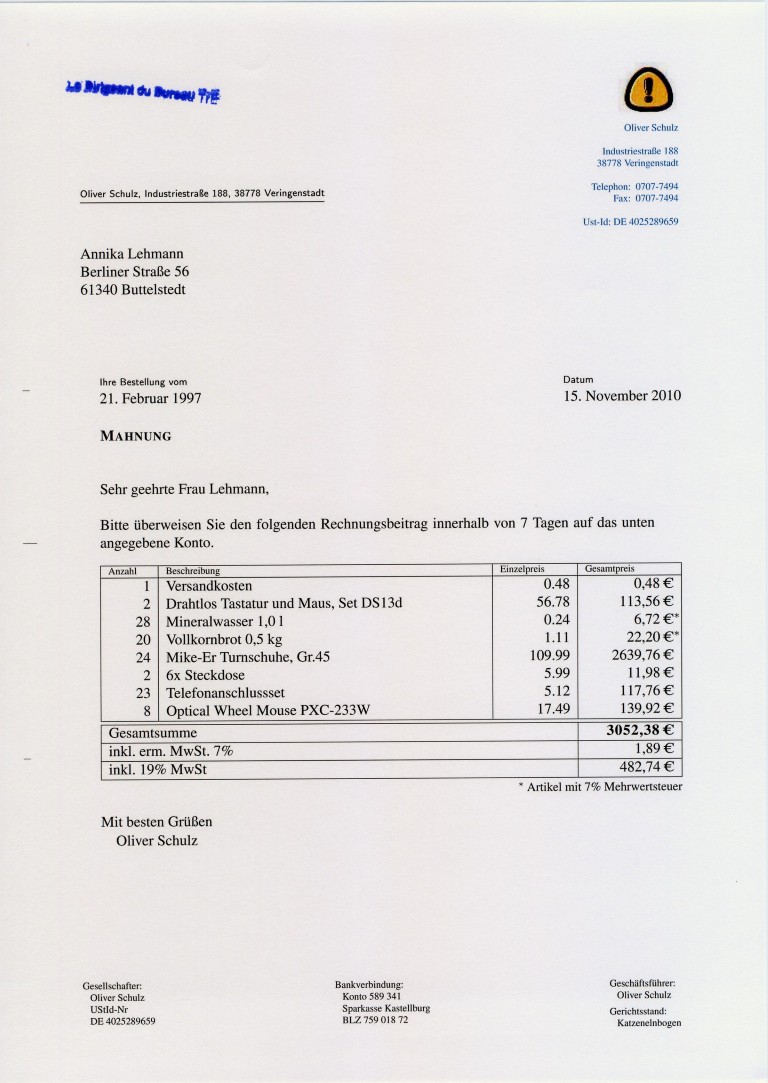 Le Dirigeant du Bureau
Oliver Schulz
Industriestraße 188
38778 Veringenstadt
Telephon: 0707-7494
Fax: 0707-7494
Ust-Id: DE 4025289659
Oliver Schulz, Industriestraße 188, 38778 Veringenstadt
Annika Lehmann
Berliner Straße 56
61340 Buttelstedt
Ihre Bestellung vom
21. Februar 1997
Datum
15. November 2010
MAHNUNG
Sehr geehrte Frau Lehmann,
Bitte überweisen Sie den folgenden Rechnungsbeitrag innerhalb von 7 Tagen auf das unten
angegebene Konto.
Anzahl Beschreibung Einzelpreis Gesamtpreis
1 Versandkosten 0.48 0,48 €
2 Drahtlos Tastatur und Maus, Set DS13d 56.78 113,56 €
28 Mineralwasser 1,0 l 0.24 6,72 €*
20 Vollkornbrot 0,5 kg 1.11 22,20 €*
24 Mike-Er Turnschuhe, Gr.45 109.99 2639,76 €
2 6x Steckdose 5.99 11,98 €
23 Telefonanschlussset 5.12 117,76 €
8 Optical Wheel Mouse PXC-233W 17.49 139,92 €
Gesamtsumme 3052,38 €
inkl. erm. MwSt. 7% 1,89 €
inkl. 19% MwSt 482,74 €
* Artikel mit 7% Mehrwertsteuer
Mit besten Grüßen
Oliver Schulz
Gesellschafter:
Oliver Schulz
UStId-Nr
DE 4025289659
Bankverbindung:
Konto 589 341
Sparkasse Kastellburg
BLZ 759 018 72
Geschäftsführer:
Oliver Schulz
Gerichtsstand:
Katzenelnbogen